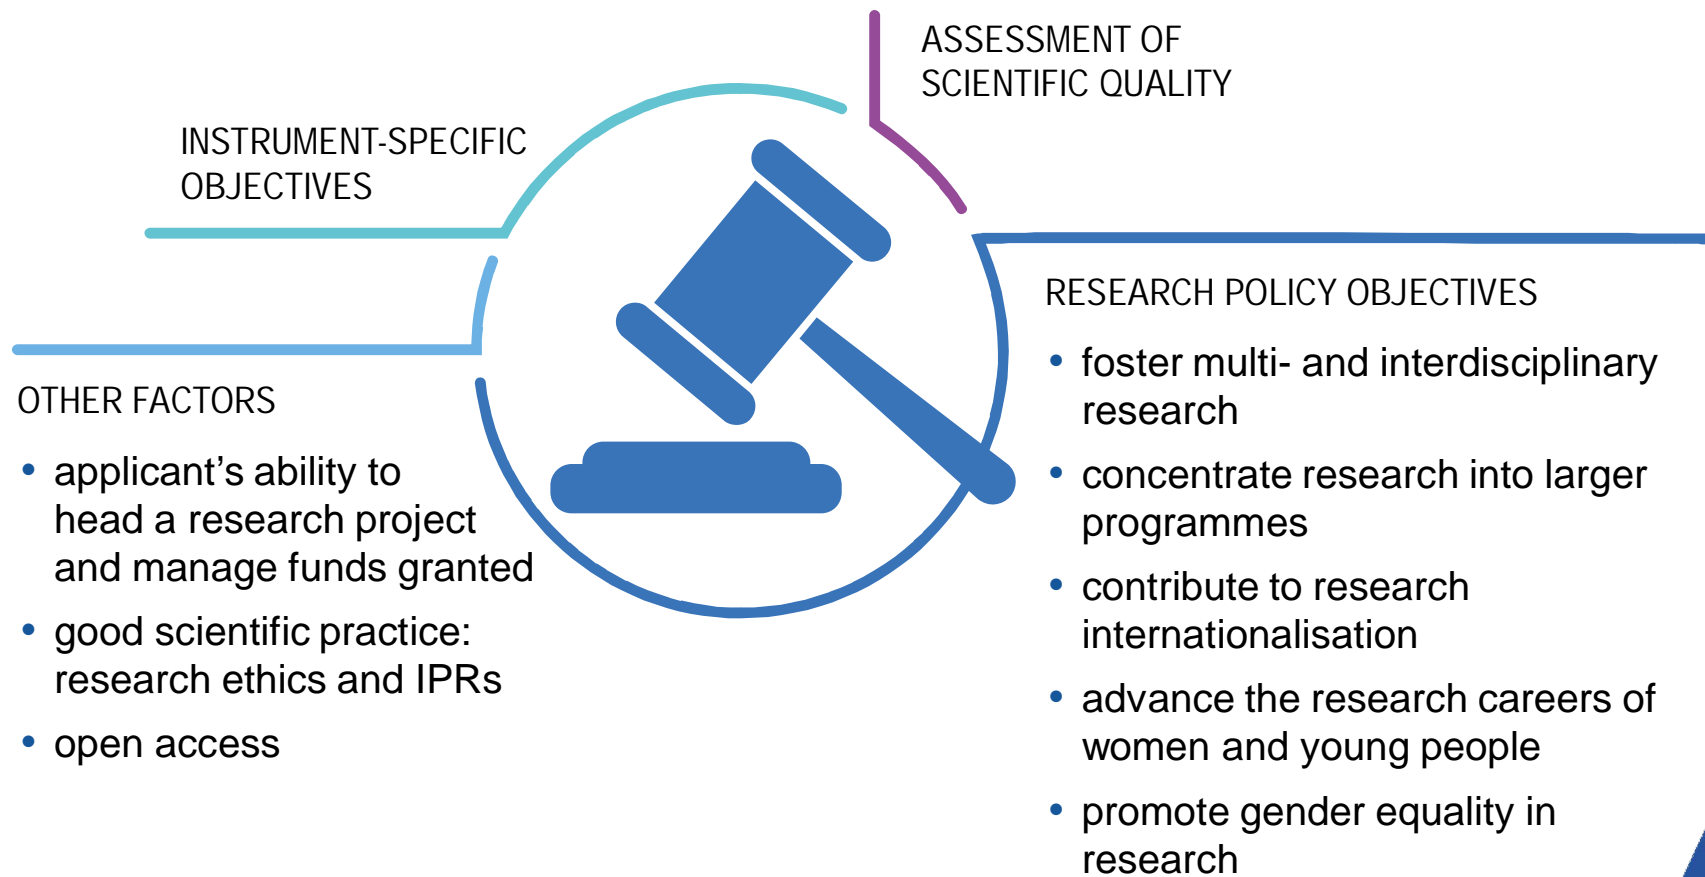 ASSESSMENT OF
SCIENTIFIC QUALITY
INSTRUMENT-SPECIFIC
OBJECTIVES
RESEARCH POLICY OBJECTIVES
• foster multi- and interdisciplinary
research
• concentrate research into larger
programmes
• contribute to research
internationalisation
• advance the research careers of
women and young people
• promote gender equality in
research
OTHER FACTORS
• applicant’s ability to
head a research project
and manage funds granted
• good scientific practice:
research ethics and IPRs
• open access